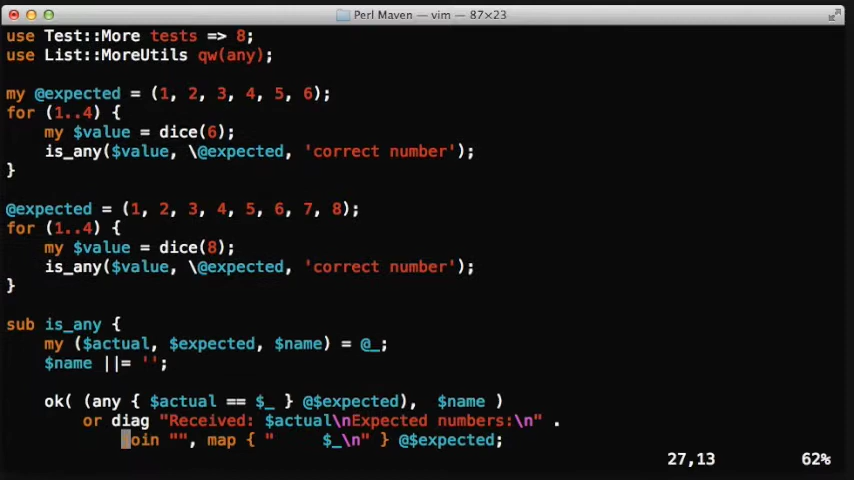 Perl Maven — vim — 87×23
use Test::More tests => 8;
use List::MoreUtils qw(any);
my @expected = (1, 2, 3, 4, 5, 6);
for (1..4) {
    my $value = dice(6);
    is_any($value, \@expected, 'correct number');
}
@expected = (1, 2, 3, 4, 5, 6, 7, 8);
for (1..4) {
    my $value = dice(8);
    is_any($value, \@expected, 'correct number');
}
sub is_any {
    my ($actual, $expected, $name) = @_;
    $name ||= '';
    ok( (any { $actual == $_ } @$expected), $name )
        or diag "Received: $actual\nExpected numbers:\n" .
            join "", map { "     $_\n" } @$expected;
27,13 62%